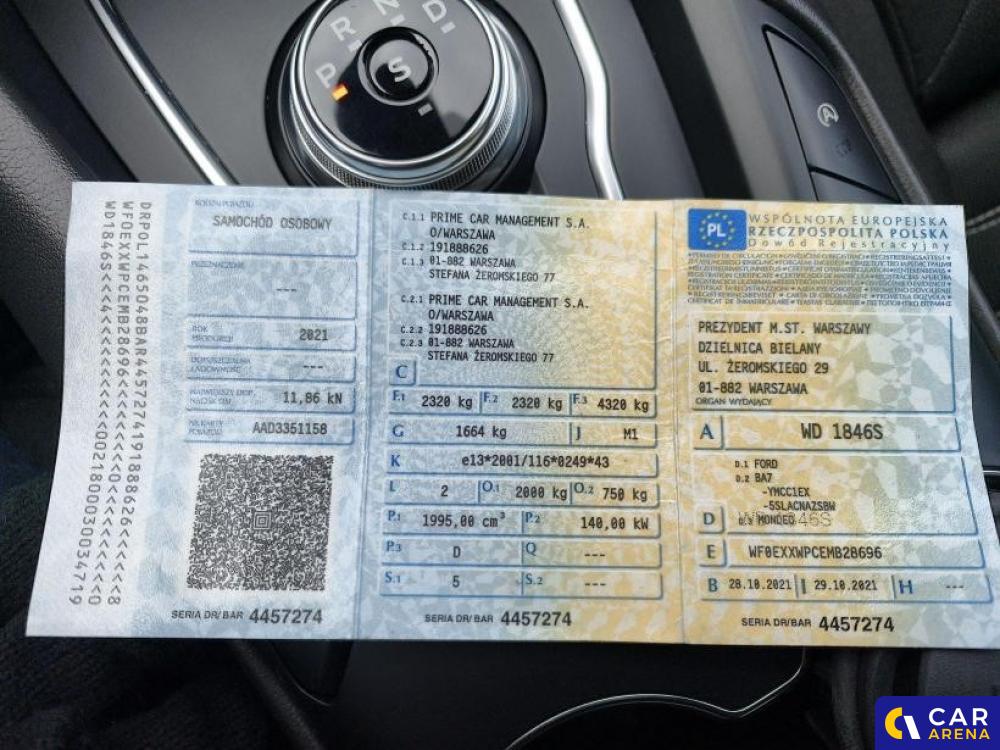 P R N D
S
DRPPL1465048BAR44572741918886 26<<<<<<8
WF0EXXWPCEMB28696<<<<<<<<<<<0<<<<<<<<0
RODZAJ POJAZDU
SAMOCHÓD OSOBOWY
PRZEZNACZENIE
---
ROK PRODUKCJI 2021
DOPUSZCZALNA ŁADOWNOŚĆ ---
NAJWIĘKSZY DOP. NACISK OSI 11,86 kN
NR KARTY POJAZDU AAD3351158
SERIA DR/BAR 4457274
C.1.1 PRIME CAR MANAGEMENT S.A.
O/WARSZAWA
C.1.2 191888626
C.1.3 01-882 WARSZAWA
STEFANA ŻEROMSKIEGO 77
C.2.1 PRIME CAR MANAGEMENT S.A.
O/WARSZAWA
C.2.2 191888626
C.2.3 01-882 WARSZAWA
STEFANA ŻEROMSKIEGO 77
C
F.1 2320 kg F.2 2320 kg F.3 4320 kg
G 1664 kg J M1
K e13*2001/116*0249*43
L 2 O.1 2000 kg O.2 750 kg
P.1 1995,00 cm³ P.2 140,00 kW
P.3 D Q ---
S.1 5 S.2 ---
SERIA DR/BAR 4457274
PL
WSPÓLNOTA EUROPEJSKA
RZECZPOSPOLITA POLSKA
Dowód Rejestracyjny
PREZYDENT M.ST. WARSZAWY
DZIELNICA BIELANY
UL. ŻEROMSKIEGO 29
01-882 WARSZAWA
ORGAN WYDAJĄCY
A WD 1846S
D.1 FORD
D.2 BA7
-YMCC1EX
-5SLACNAZSBW
D D.3 MONDEO
E WF0EXXWPCEMB28696
B 28.10.2021 I 29.10.2021 H ---
SERIA DR/BAR 4457274
CAR
ARENA